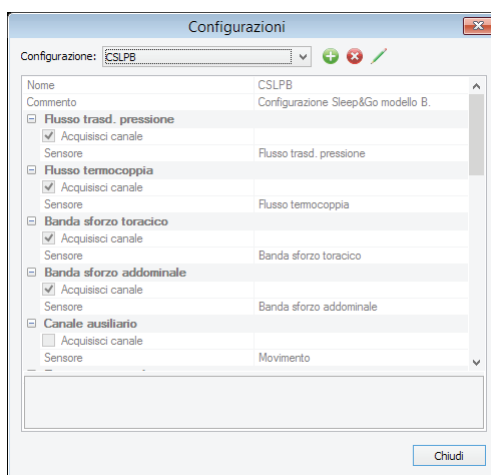 Configurazioni
Configurazione: CSLPB
Nome CSLPB
Commento Configurazione Sleep&Go modello B.
Flusso trasd. pressione
Acquisisci canale
Sensore Flusso trasd. pressione
Flusso termocoppia
Acquisisci canale
Sensore Flusso termocoppia
Banda sforzo toracico
Acquisisci canale
Sensore Banda sforzo toracico
Banda sforzo addominale
Acquisisci canale
Sensore Banda sforzo addominale
Canale ausiliario
Acquisisci canale
Sensore Movimento
Chiudi